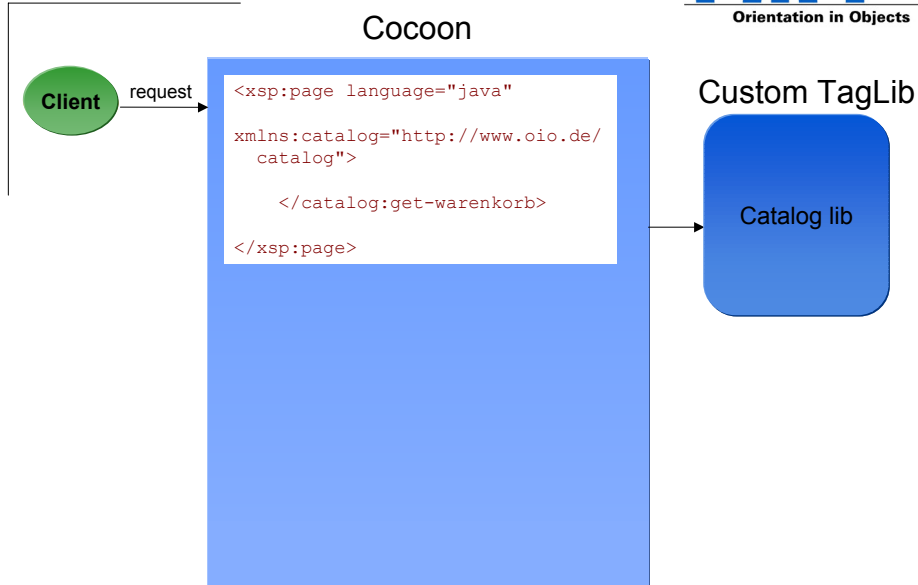 Orientation in Objects
Cocoon
Client
request
<xsp:page language="java"
xmlns:catalog="http://www.oio.de/
catalog">
</catalog:get-warenkorb>
</xsp:page>
Custom TagLib
Catalog lib